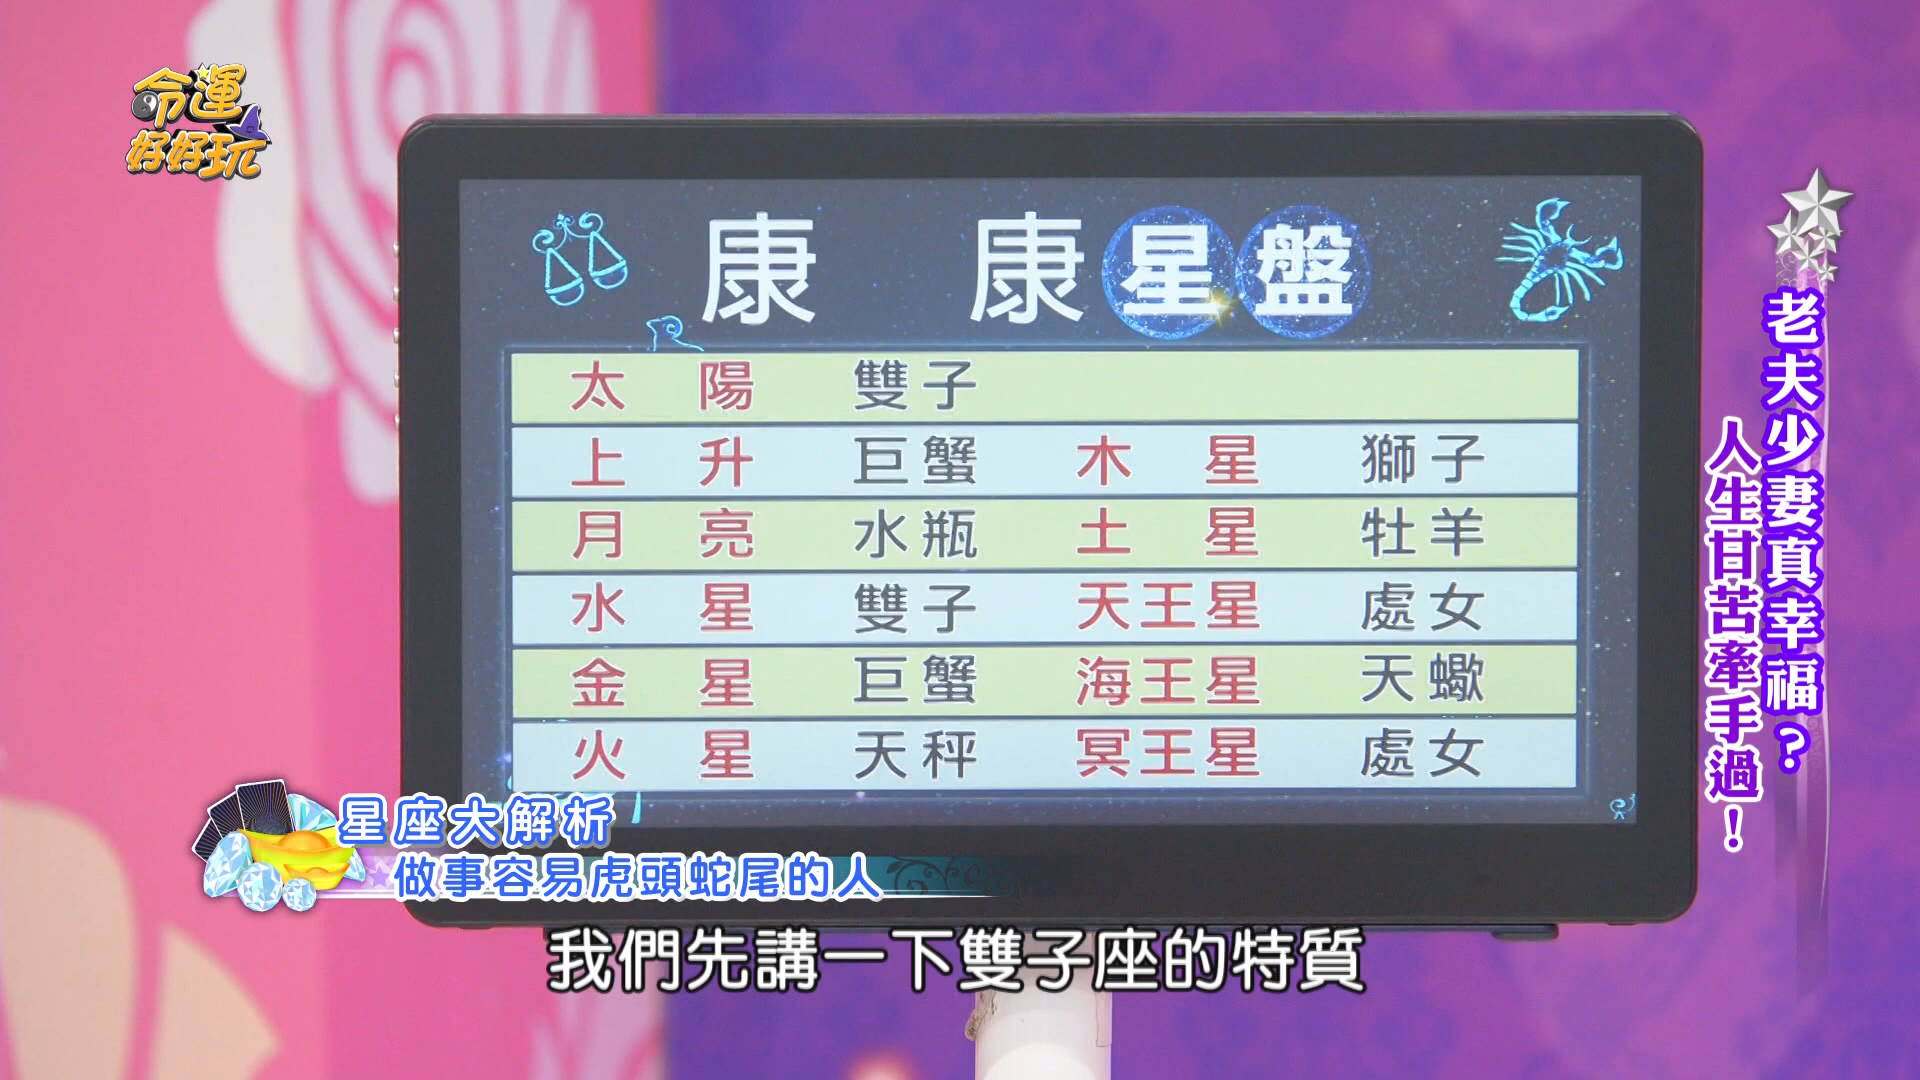 命運
好好玩
康 康 星盤
太陽 雙子
上升 巨蟹 木星 獅子
月亮 水瓶 土星 牡羊
水星 雙子 天王星 處女
金星 巨蟹 海王星 天蠍
火星 天秤 冥王星 處女
老夫少妻真幸福？
人生甘苦牽手過！
星座大解析
做事容易虎頭蛇尾的人
我們先講一下雙子座的特質